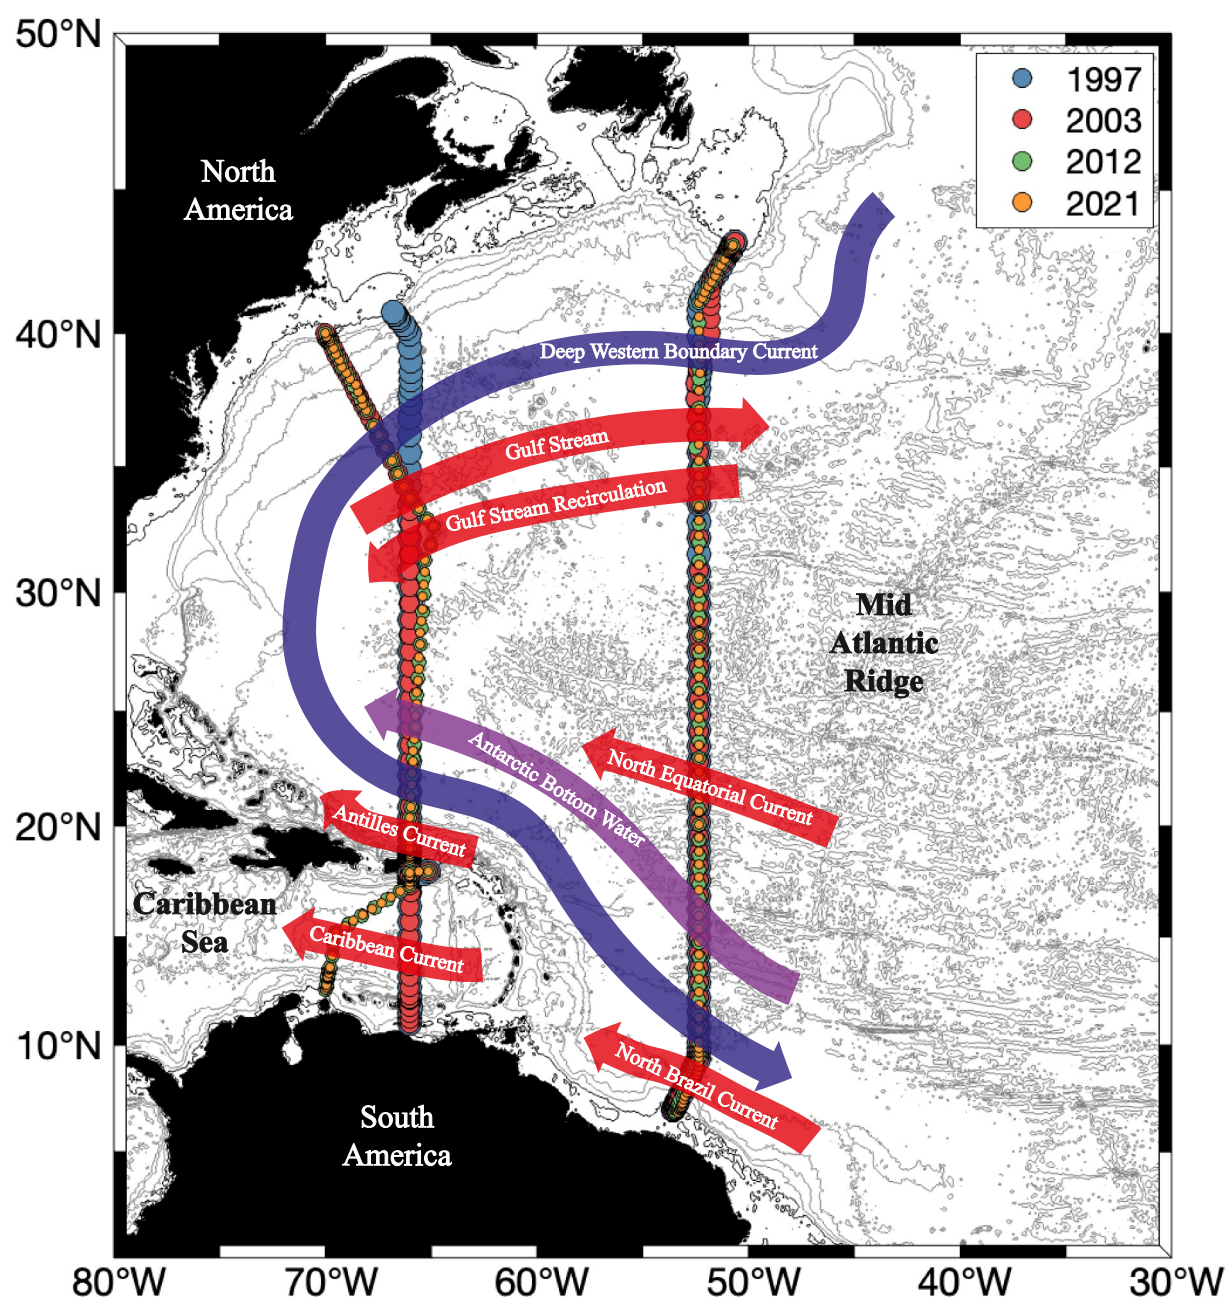 50°N
1997
2003
2012
2021
North
America
40°N
Deep Western Boundary Current
Gulf Stream
Gulf Stream Recirculation
30°N
Mid
Atlantic
Ridge
Antarctic Bottom Water
North Equatorial Current
20°N
Antilles Current
Caribbean
Sea
Caribbean Current
10°N
North Brazil Current
South
America
80°W
70°W
60°W
50°W
40°W
30°W